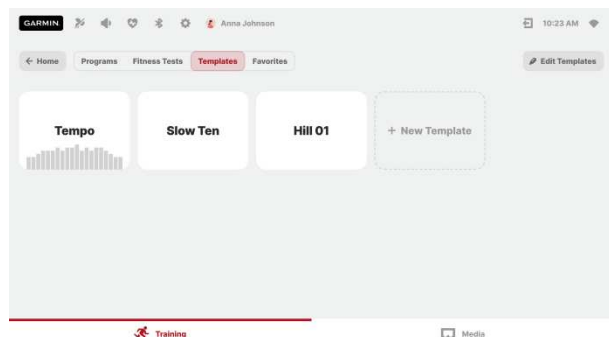 GARMIN Anna Johnson 10:23 AM
← Home Programs Fitness Tests Templates Favorites Edit Templates
Tempo Slow Ten Hill 01 + New Template
Training Media